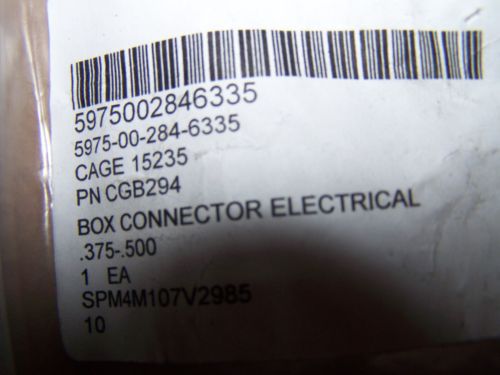 5975002846335
5975-00-284-6335
CAGE 15235
PN CGB294
BOX CONNECTOR ELECTRICAL
.375-.500
1 EA
SPM4M107V2985
10